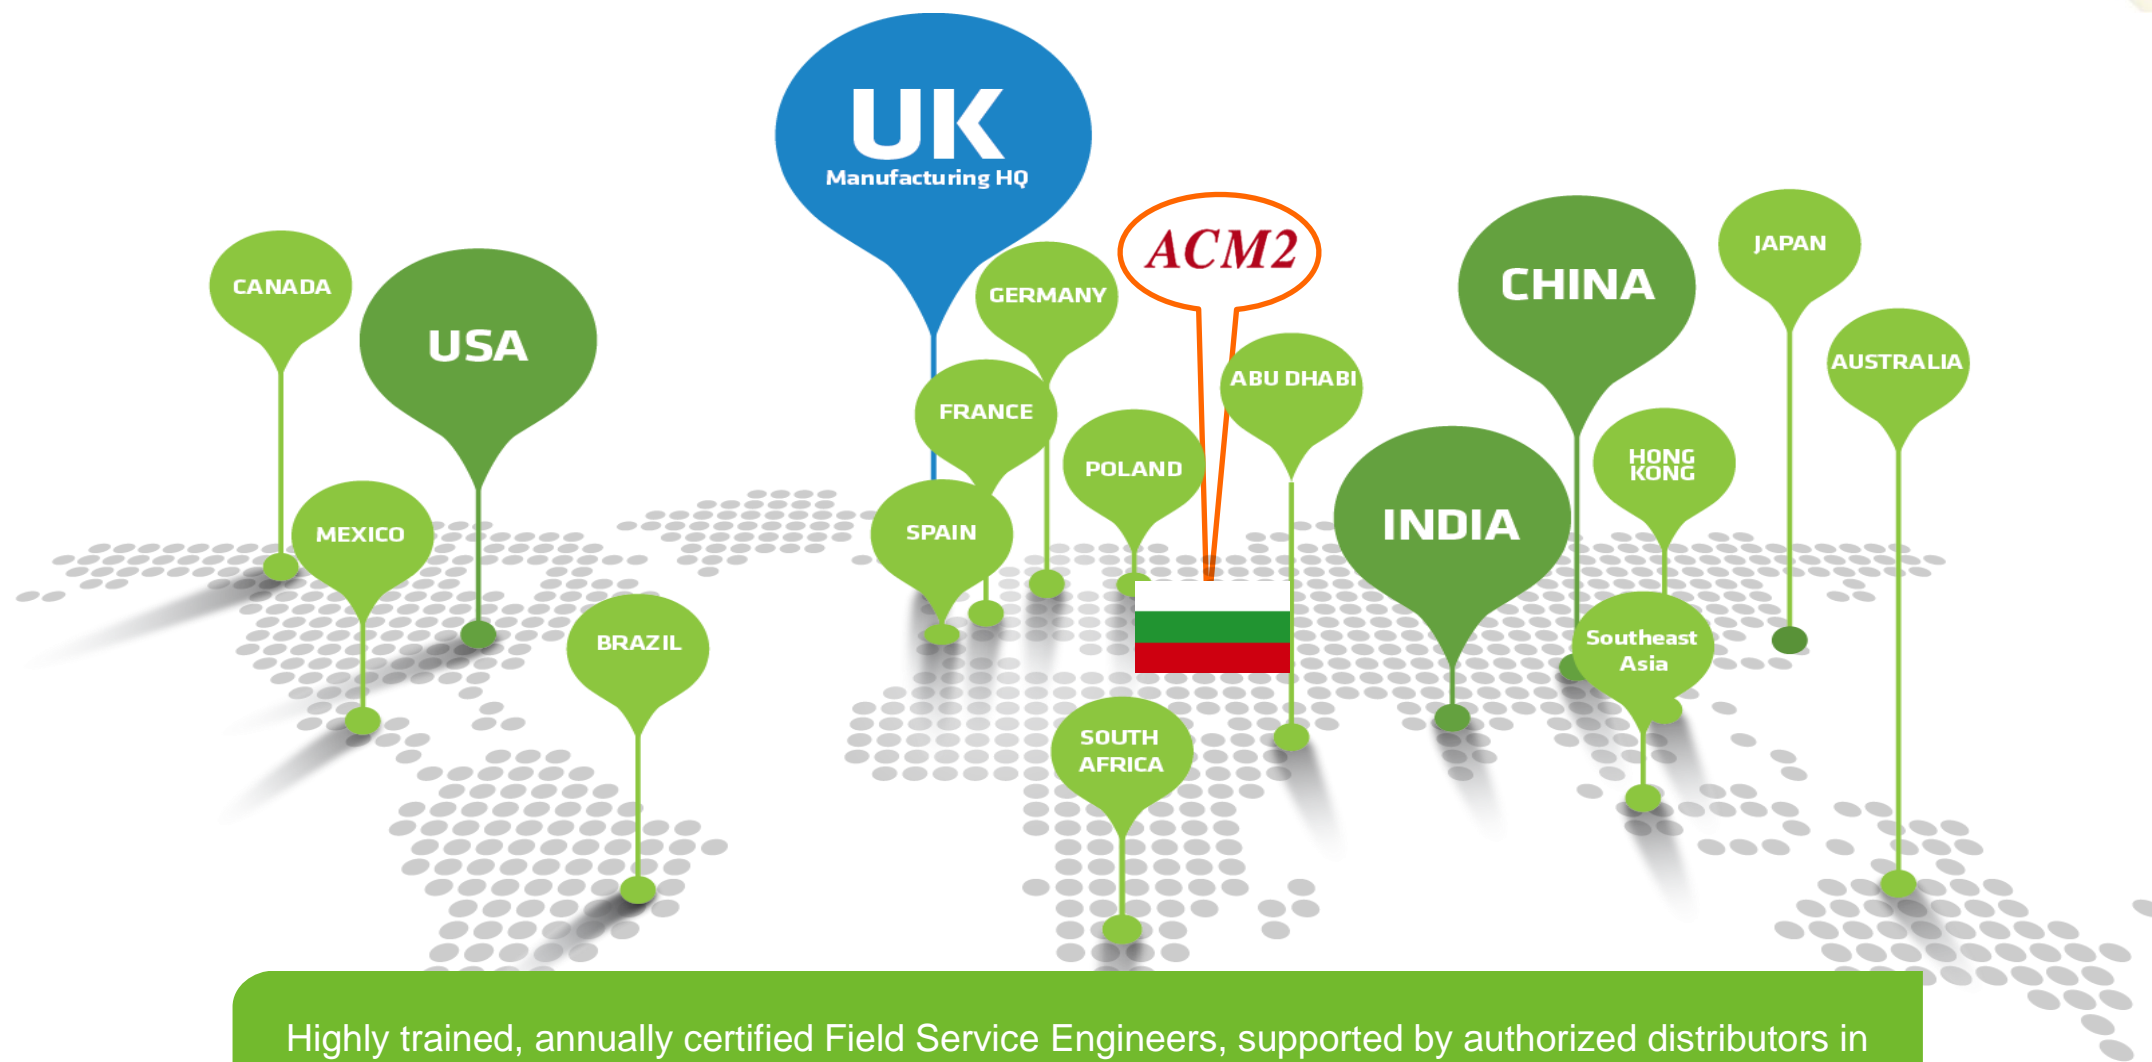 UK
Manufacturing HQ
ACM2
CANADA
USA
GERMANY
CHINA
JAPAN
AUSTRALIA
FRANCE
ABU DHABI
POLAND
HONG
KONG
MEXICO
SPAIN
INDIA
BRAZIL
Southeast
Asia
SOUTH
AFRICA
Highly trained, annually certified Field Service Engineers, supported by authorized distributors in